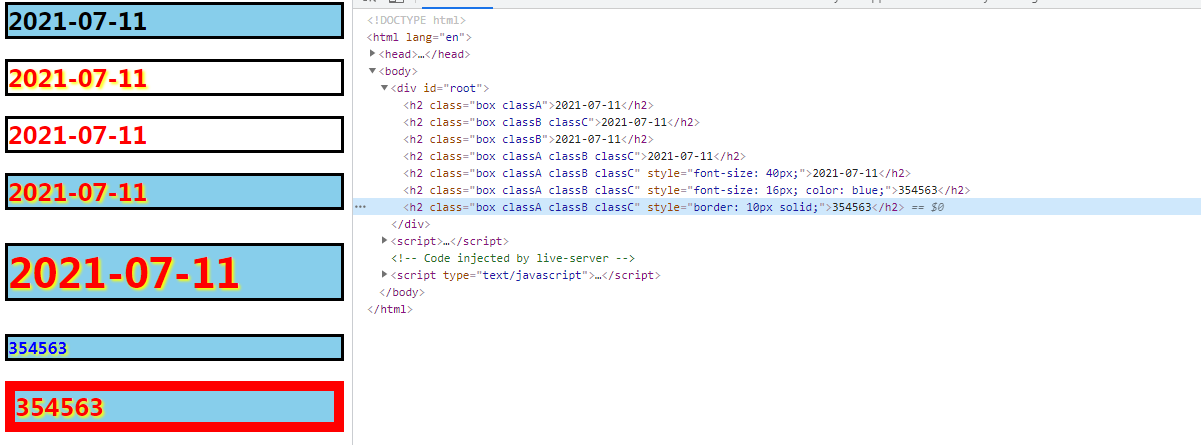 2021-07-11
2021-07-11
2021-07-11
2021-07-11
2021-07-11
354563
354563
<!DOCTYPE html>
<html lang="en">
<head>…</head>
<body>
<div id="root">
<h2 class="box classA">2021-07-11</h2>
<h2 class="box classB classC">2021-07-11</h2>
<h2 class="box classB">2021-07-11</h2>
<h2 class="box classA classB classC">2021-07-11</h2>
<h2 class="box classA classB classC" style="font-size: 40px;">2021-07-11</h2>
<h2 class="box classA classB classC" style="font-size: 16px; color: blue;">354563</h2>
… <h2 class="box classA classB classC" style="border: 10px solid;">354563</h2> == $0
</div>
<script>…</script>
<!-- Code injected by live-server -->
<script type="text/javascript">…</script>
</body>
</html>